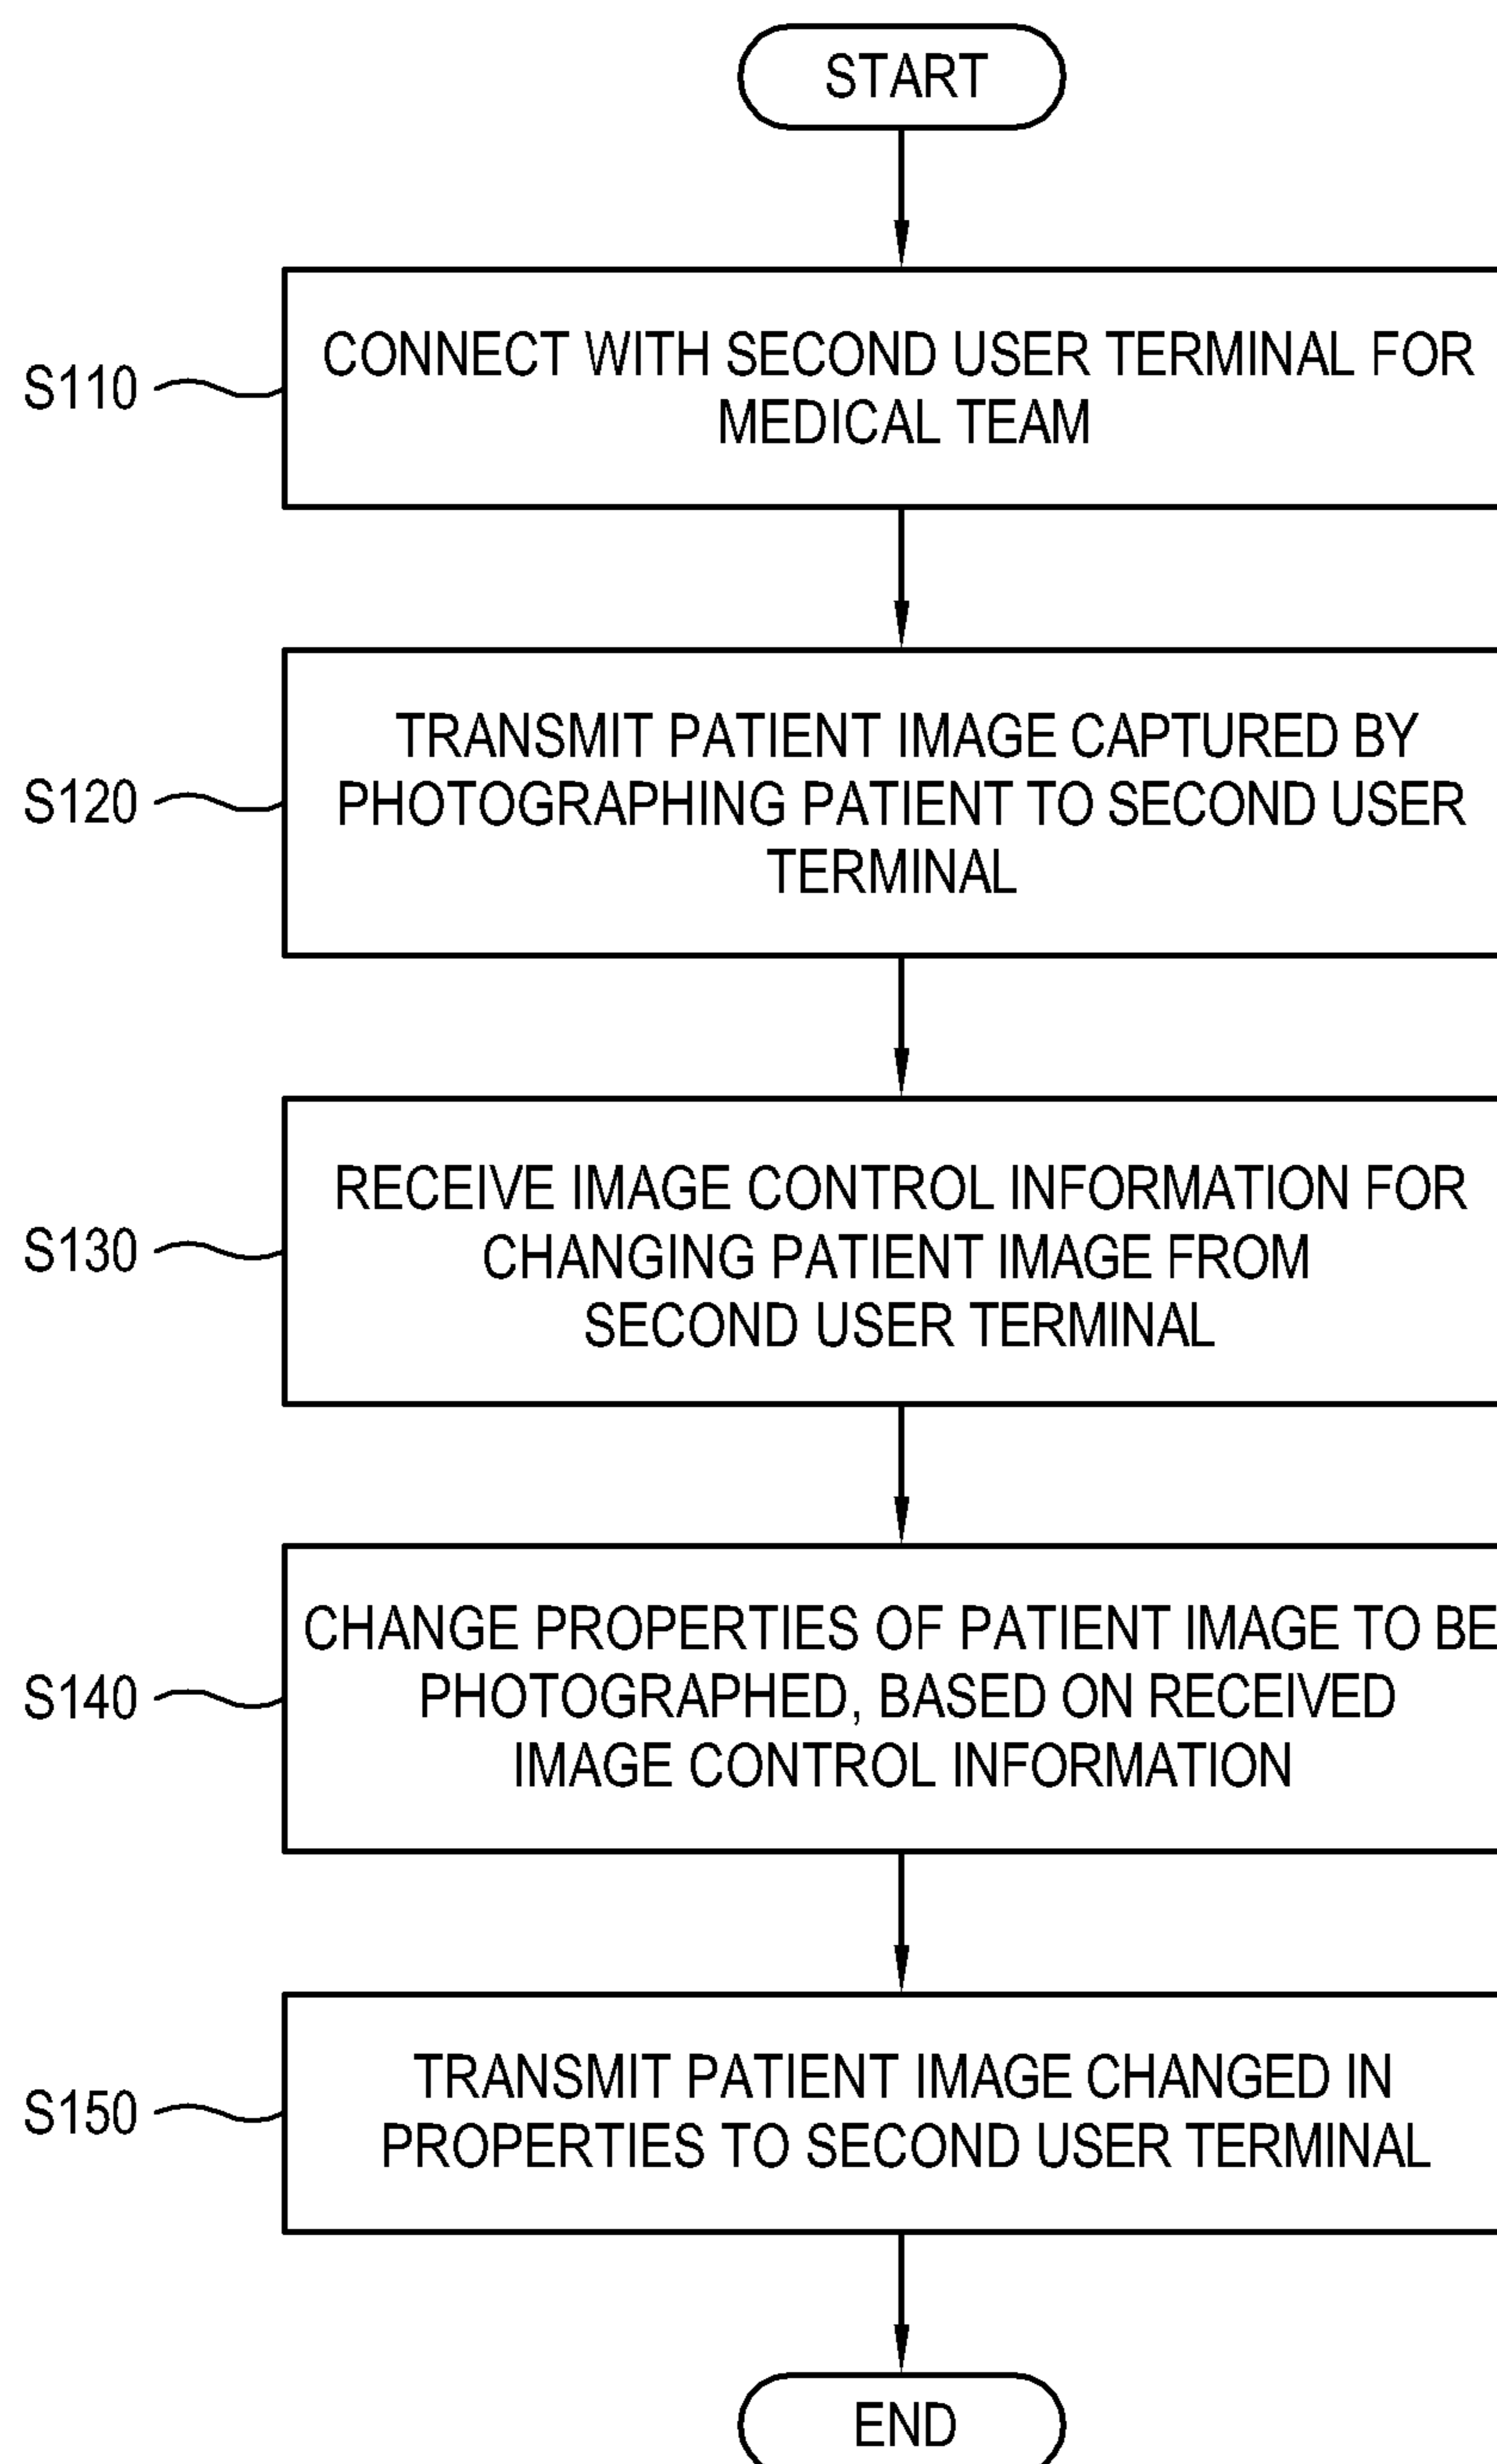 START
S110
CONNECT WITH SECOND USER TERMINAL FOR
MEDICAL TEAM
S120
TRANSMIT PATIENT IMAGE CAPTURED BY
PHOTOGRAPHING PATIENT TO SECOND USER
TERMINAL
S130
RECEIVE IMAGE CONTROL INFORMATION FOR
CHANGING PATIENT IMAGE FROM
SECOND USER TERMINAL
S140
CHANGE PROPERTIES OF PATIENT IMAGE TO BE
PHOTOGRAPHED, BASED ON RECEIVED
IMAGE CONTROL INFORMATION
S150
TRANSMIT PATIENT IMAGE CHANGED IN
PROPERTIES TO SECOND USER TERMINAL
END